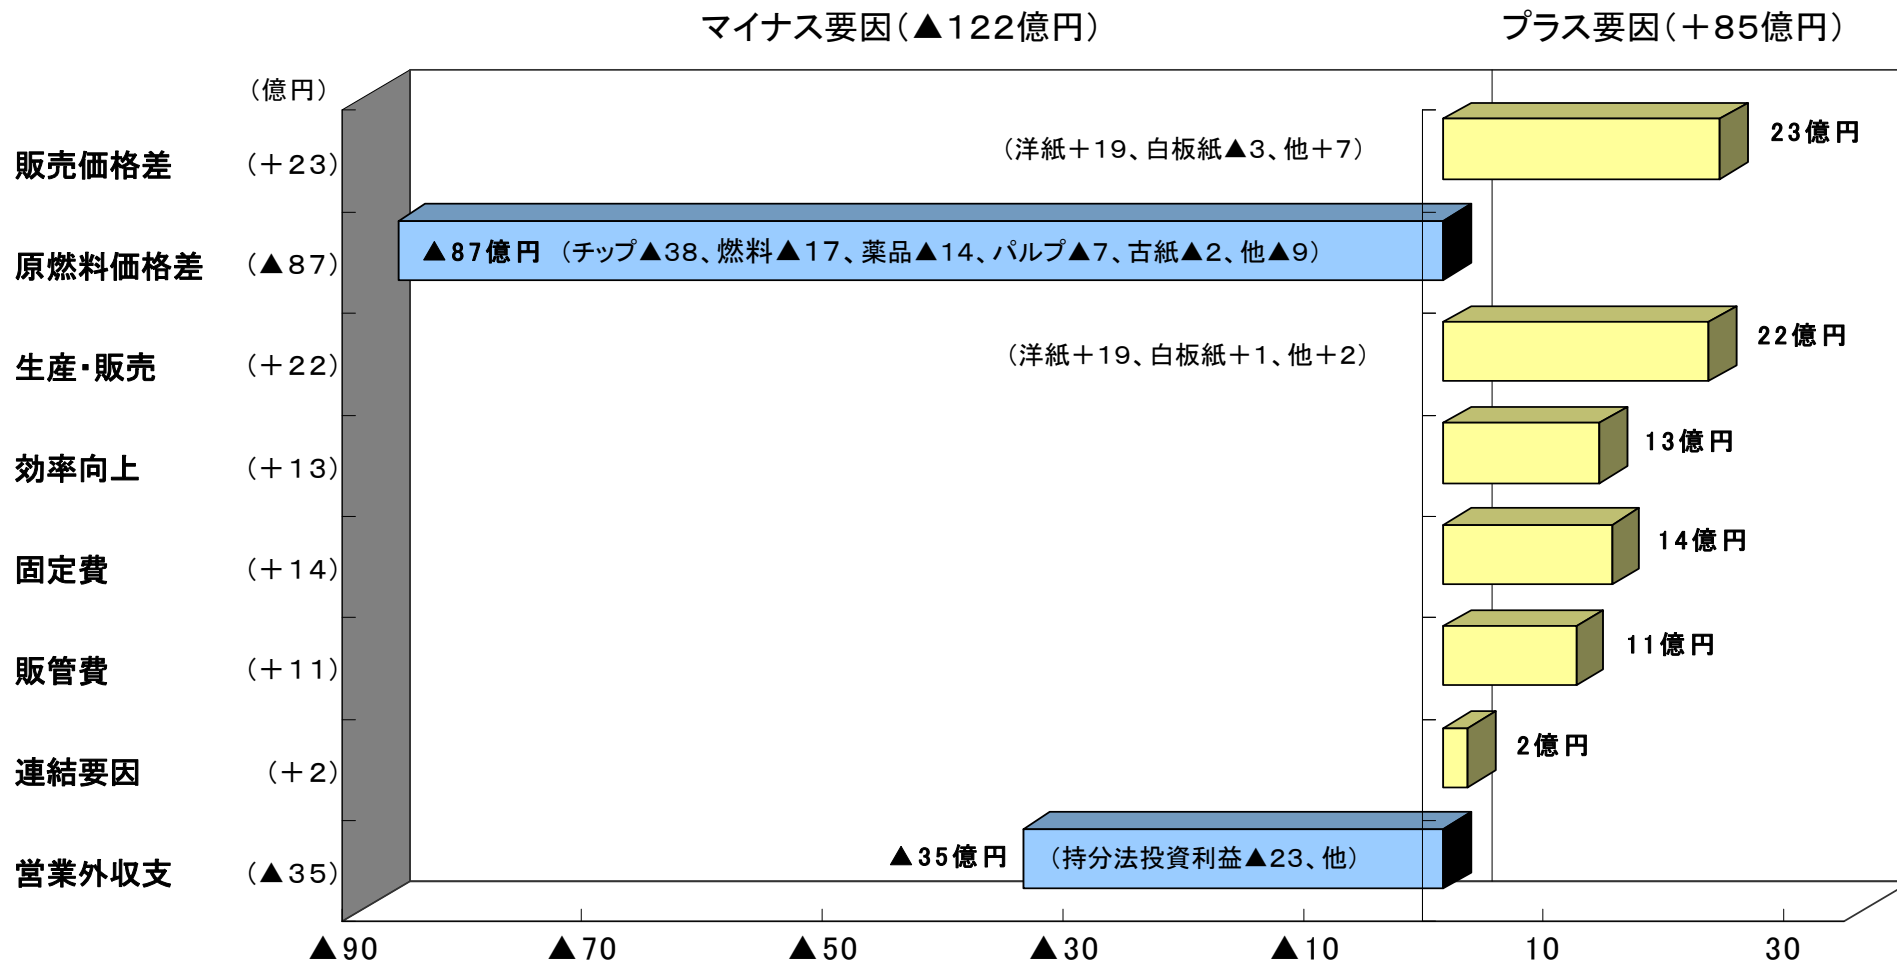 マイナス要因(▲122億円) プラス要因(+85億円)
(億円)
販売価格差 (+23) (洋紙+19、白板紙▲3、他+7) 23億円
原燃料価格差 (▲87) ▲87億円 (チップ▲38、燃料▲17、薬品▲14、パルプ▲7、古紙▲2、他▲9)
生産・販売 (+22) (洋紙+19、白板紙+1、他+2) 22億円
効率向上 (+13) 13億円
固定費 (+14) 14億円
販管費 (+11) 11億円
連結要因 (+2) 2億円
営業外収支 (▲35) ▲35億円 (持分法投資利益▲23、他)
▲90 ▲70 ▲50 ▲30 ▲10 10 30